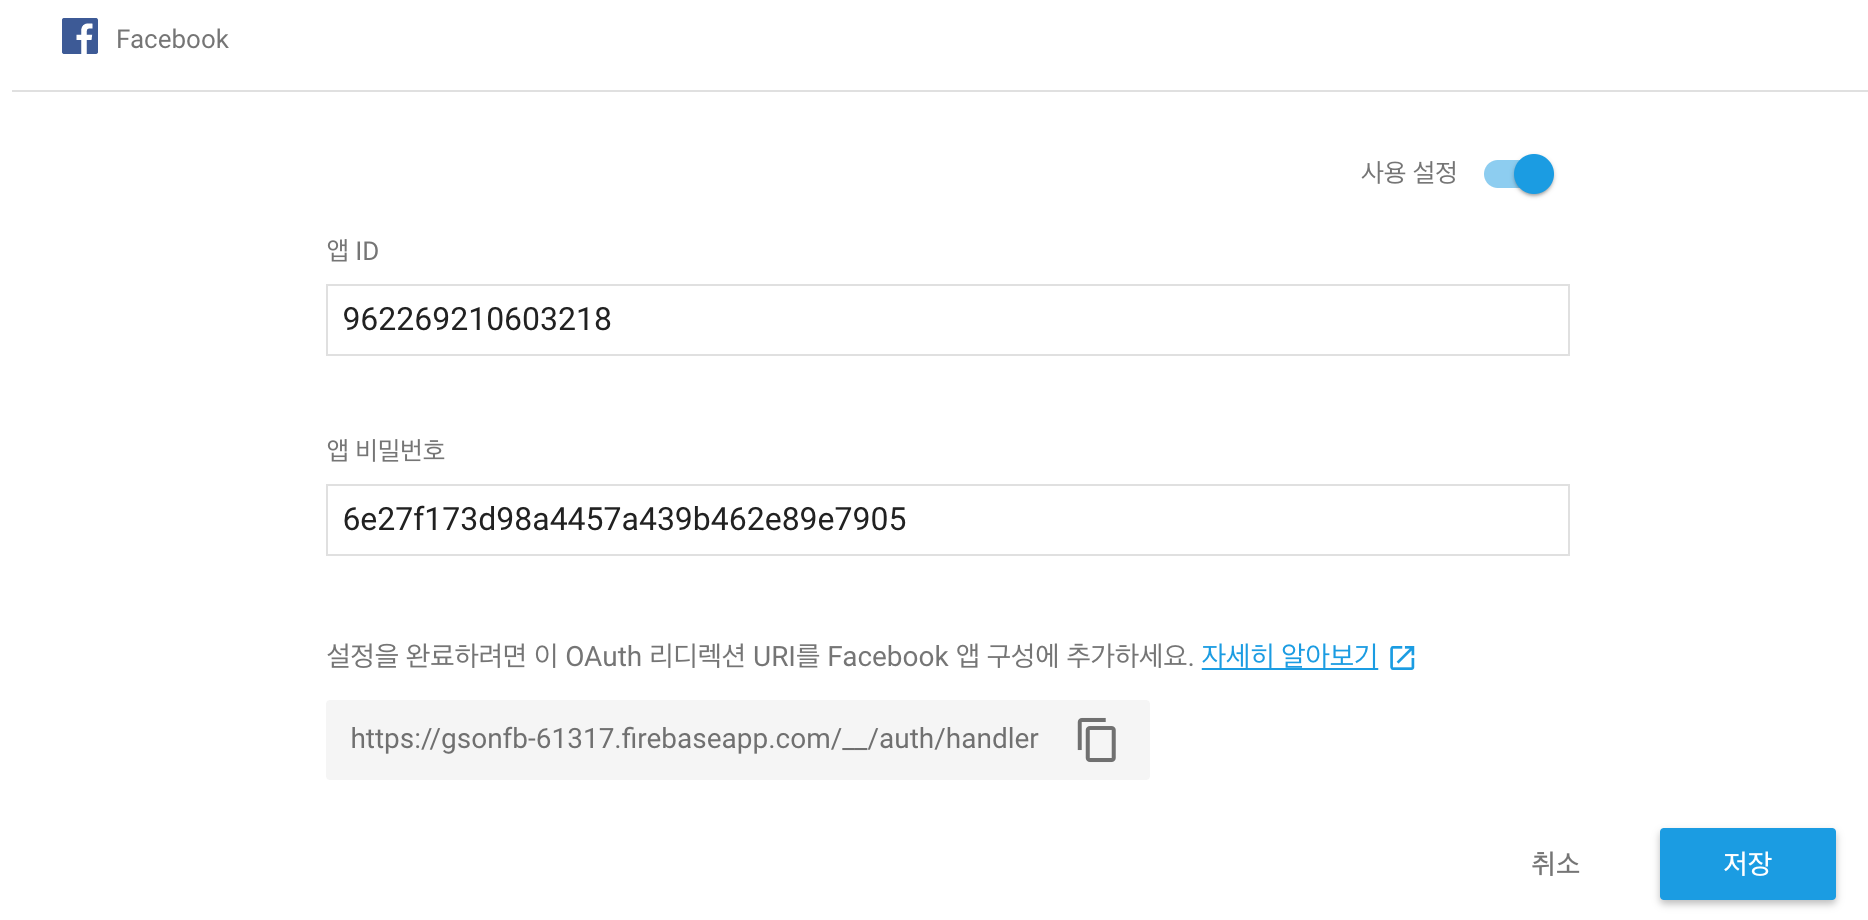 Facebook
사용 설정
앱 ID
962269210603218
앱 비밀번호
6e27f173d98a4457a439b462e89e7905
설정을 완료하려면 이 OAuth 리디렉션 URI를 Facebook 앱 구성에 추가하세요. 자세히 알아보기
https://gsonfb-61317.firebaseapp.com/__/auth/handler
취소 저장